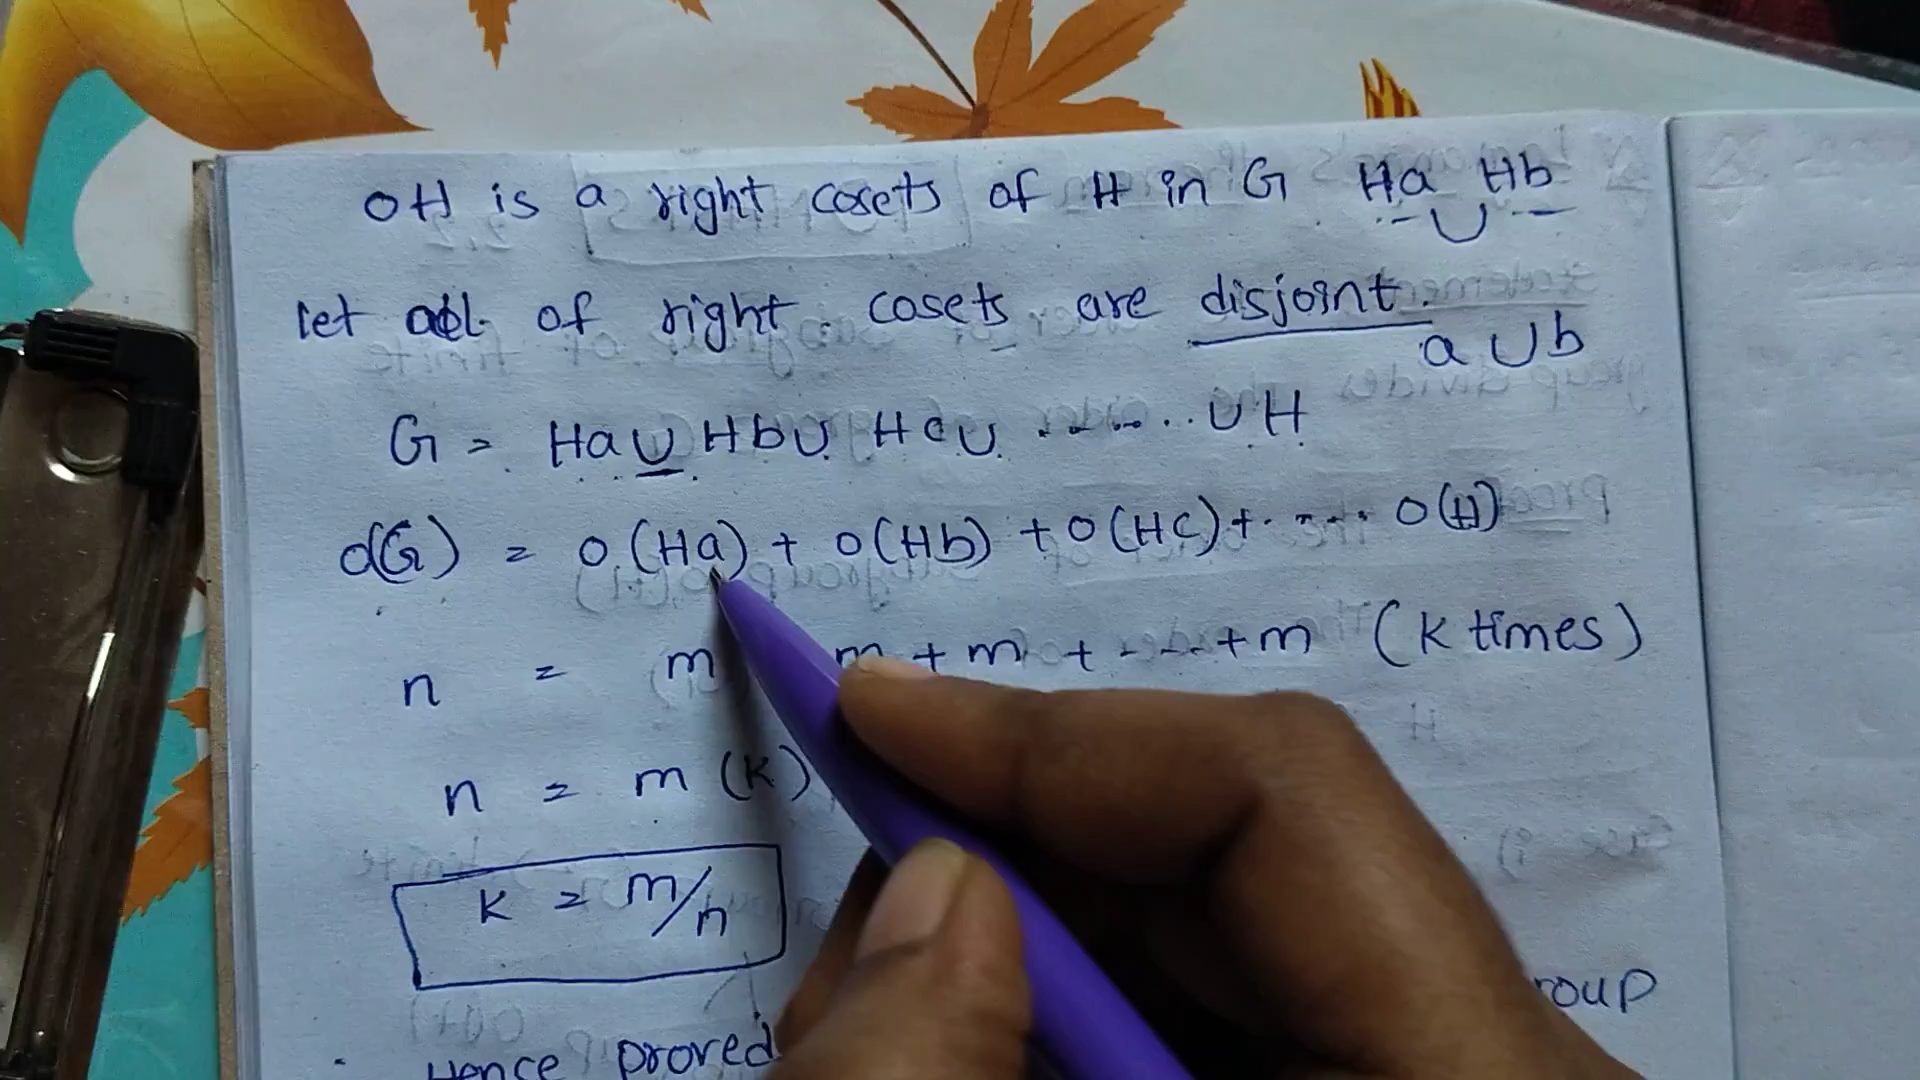 OH is a right cosets of H in G Ha ∪ Hb
let all of right cosets are disjoint.
a ∪ b
G = Ha ∪ Hb ∪ Hc ∪ ...... ∪ H
o(G) = o(Ha) + o(Hb) + o(Hc) + .... o(H)
n = m m + m + .... + m (K times)
n = m (K)
K = m/n
roup
Hence proved